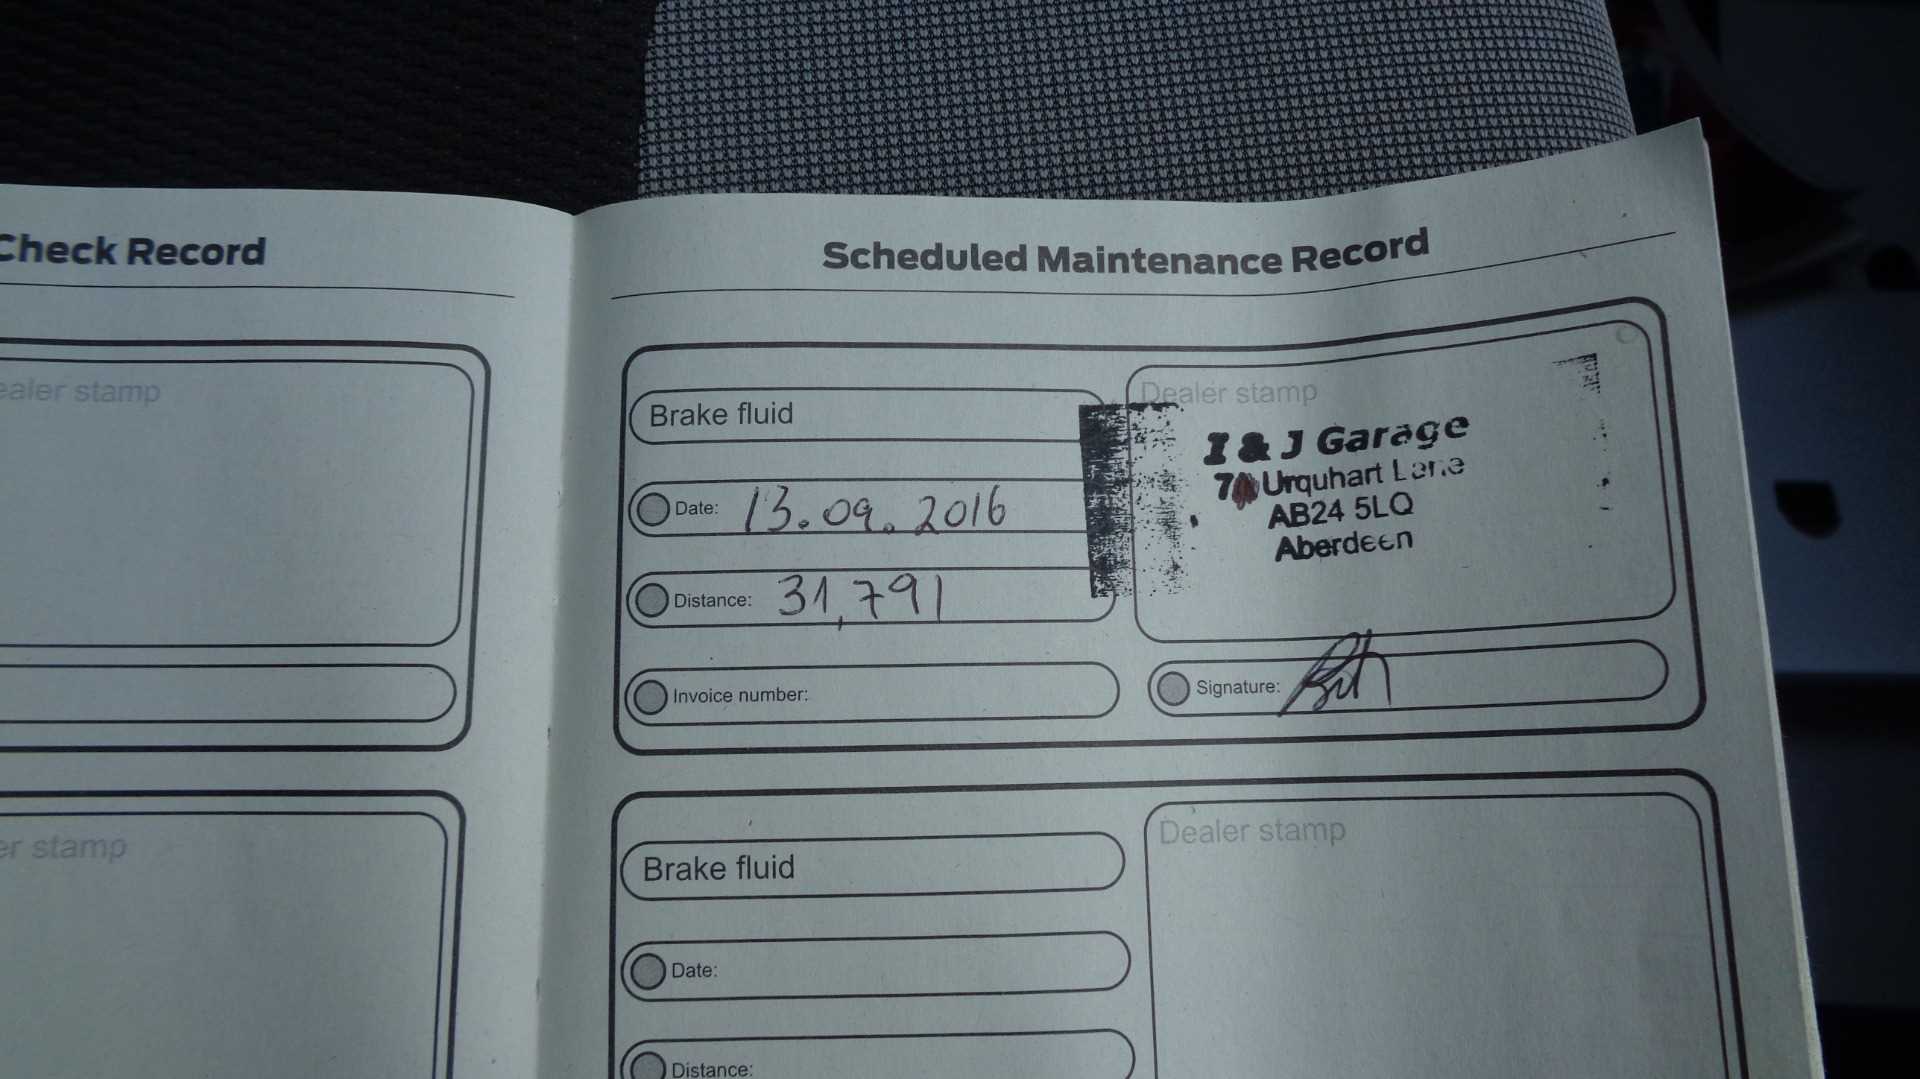 Check Record
ealer stamp
er stamp
Scheduled Maintenance Record
Brake fluid
Date: 13.09.2016
Distance: 31,791
Invoice number:
Dealer stamp
I & J Garage
7 Urquhart Lane
AB24 5LQ
Aberdeen
Signature:
Brake fluid
Date:
Distance:
Dealer stamp